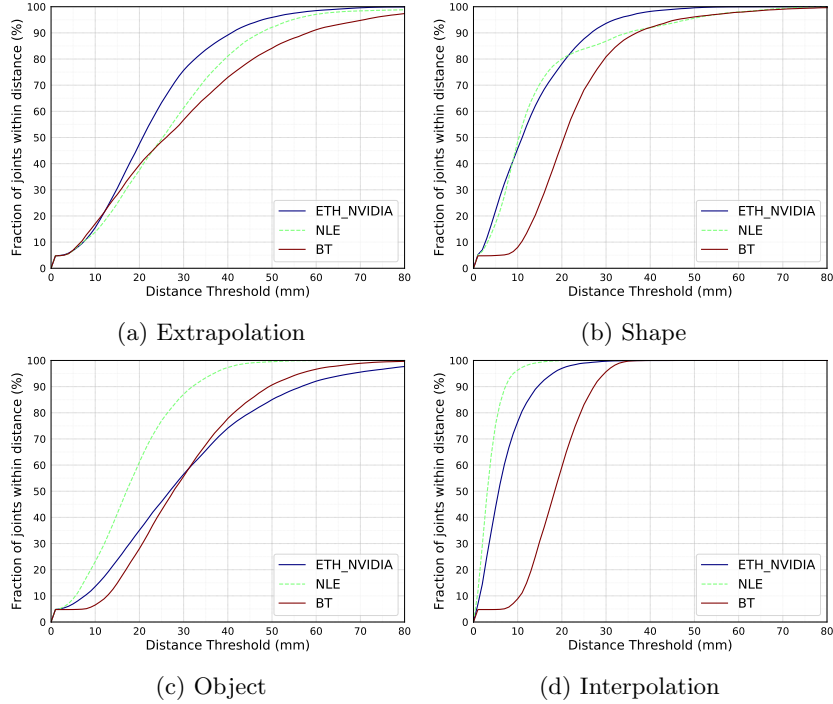 Fraction of joints within distance (%)
100
90
80
70
60
50
40
30
20
10
0
ETH_NVIDIA
NLE
BT
0 10 20 30 40 50 60 70 80
Distance Threshold (mm)
(a) Extrapolation
Fraction of joints within distance (%)
100
90
80
70
60
50
40
30
20
10
0
ETH_NVIDIA
NLE
BT
0 10 20 30 40 50 60 70 80
Distance Threshold (mm)
(b) Shape
Fraction of joints within distance (%)
100
90
80
70
60
50
40
30
20
10
0
ETH_NVIDIA
NLE
BT
0 10 20 30 40 50 60 70 80
Distance Threshold (mm)
(c) Object
Fraction of joints within distance (%)
100
90
80
70
60
50
40
30
20
10
0
ETH_NVIDIA
NLE
BT
0 10 20 30 40 50 60 70 80
Distance Threshold (mm)
(d) Interpolation